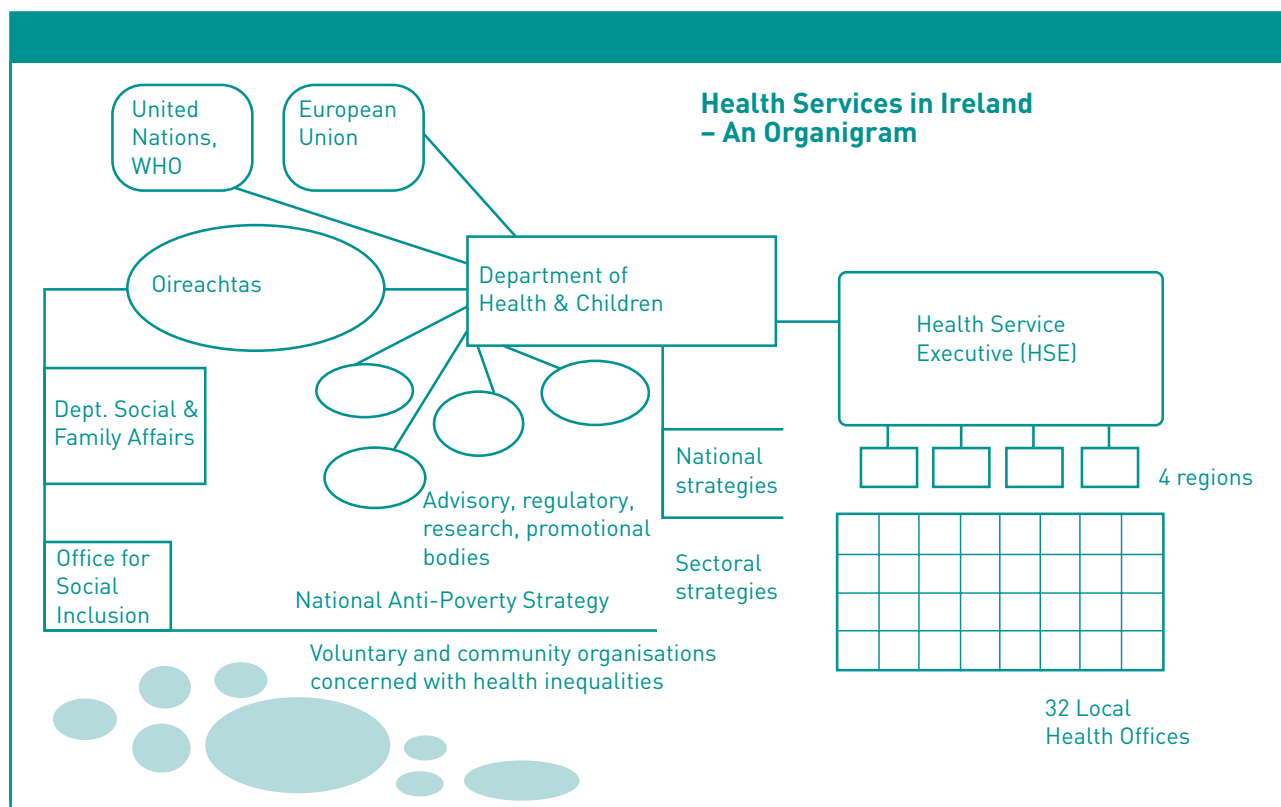 Health Services in Ireland
– An Organigram
United
Nations,
WHO
European
Union
Oireachtas
Department of
Health & Children
Health Service
Executive (HSE)
Dept. Social &
Family Affairs
National
strategies
4 regions
Advisory, regulatory,
research, promotional
bodies
Office for
Social
Inclusion
Sectoral
strategies
National Anti-Poverty Strategy
Voluntary and community organisations
concerned with health inequalities
32 Local
Health Offices